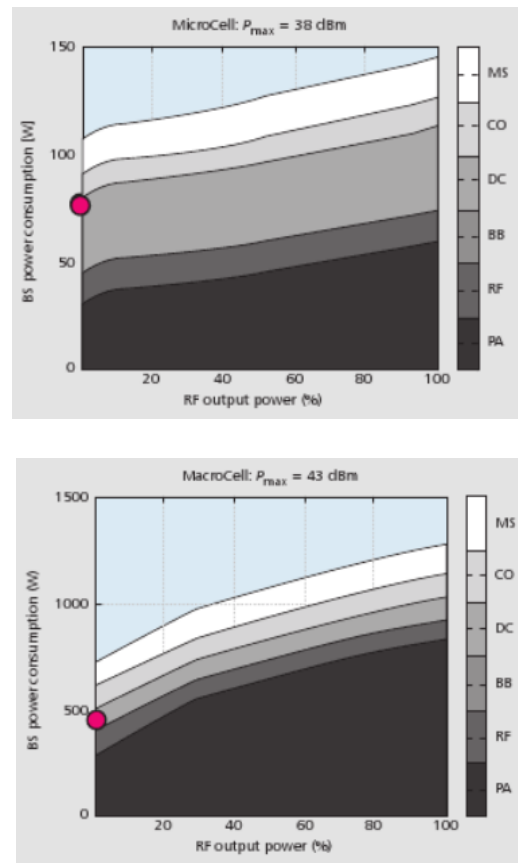 MicroCell: Pmax = 38 dBm
150
100
50
0
BS power consumption [W]
20 40 60 80 100
RF output power (%)
MS
CO
DC
BB
RF
PA
MacroCell: Pmax = 43 dBm
1500
1000
500
0
BS power consumption (W)
20 40 60 80 100
RF output power (%)
MS
CO
DC
BB
RF
PA